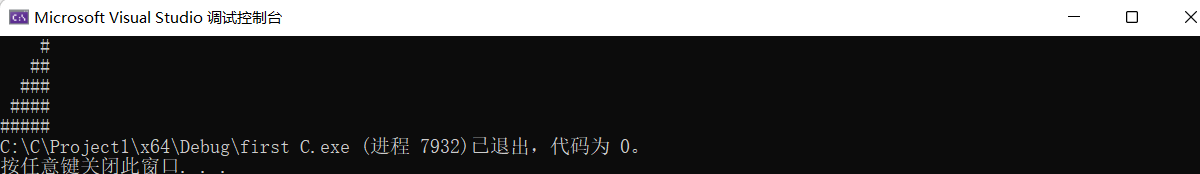 Microsoft Visual Studio 调试控制台
    #
   ##
  ###
 ####
#####
C:\C\Project1\x64\Debug\first C.exe (进程 7932)已退出，代码为 0。
按任意键关闭此窗口. . .